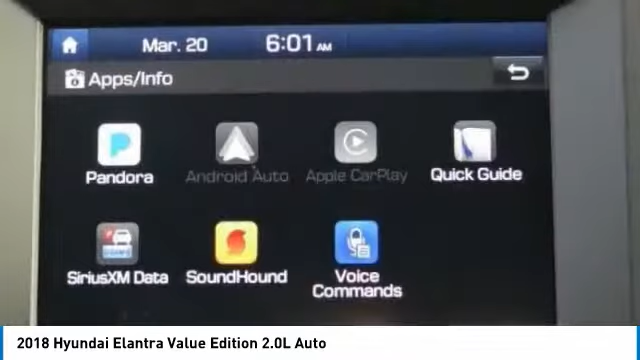 Mar. 20
6:01 AM
Apps/Info
Pandora
Android Auto
Apple CarPlay
Quick Guide
SiriusXM Data
SoundHound
Voice
Commands
2018 Hyundai Elantra Value Edition 2.0L Auto